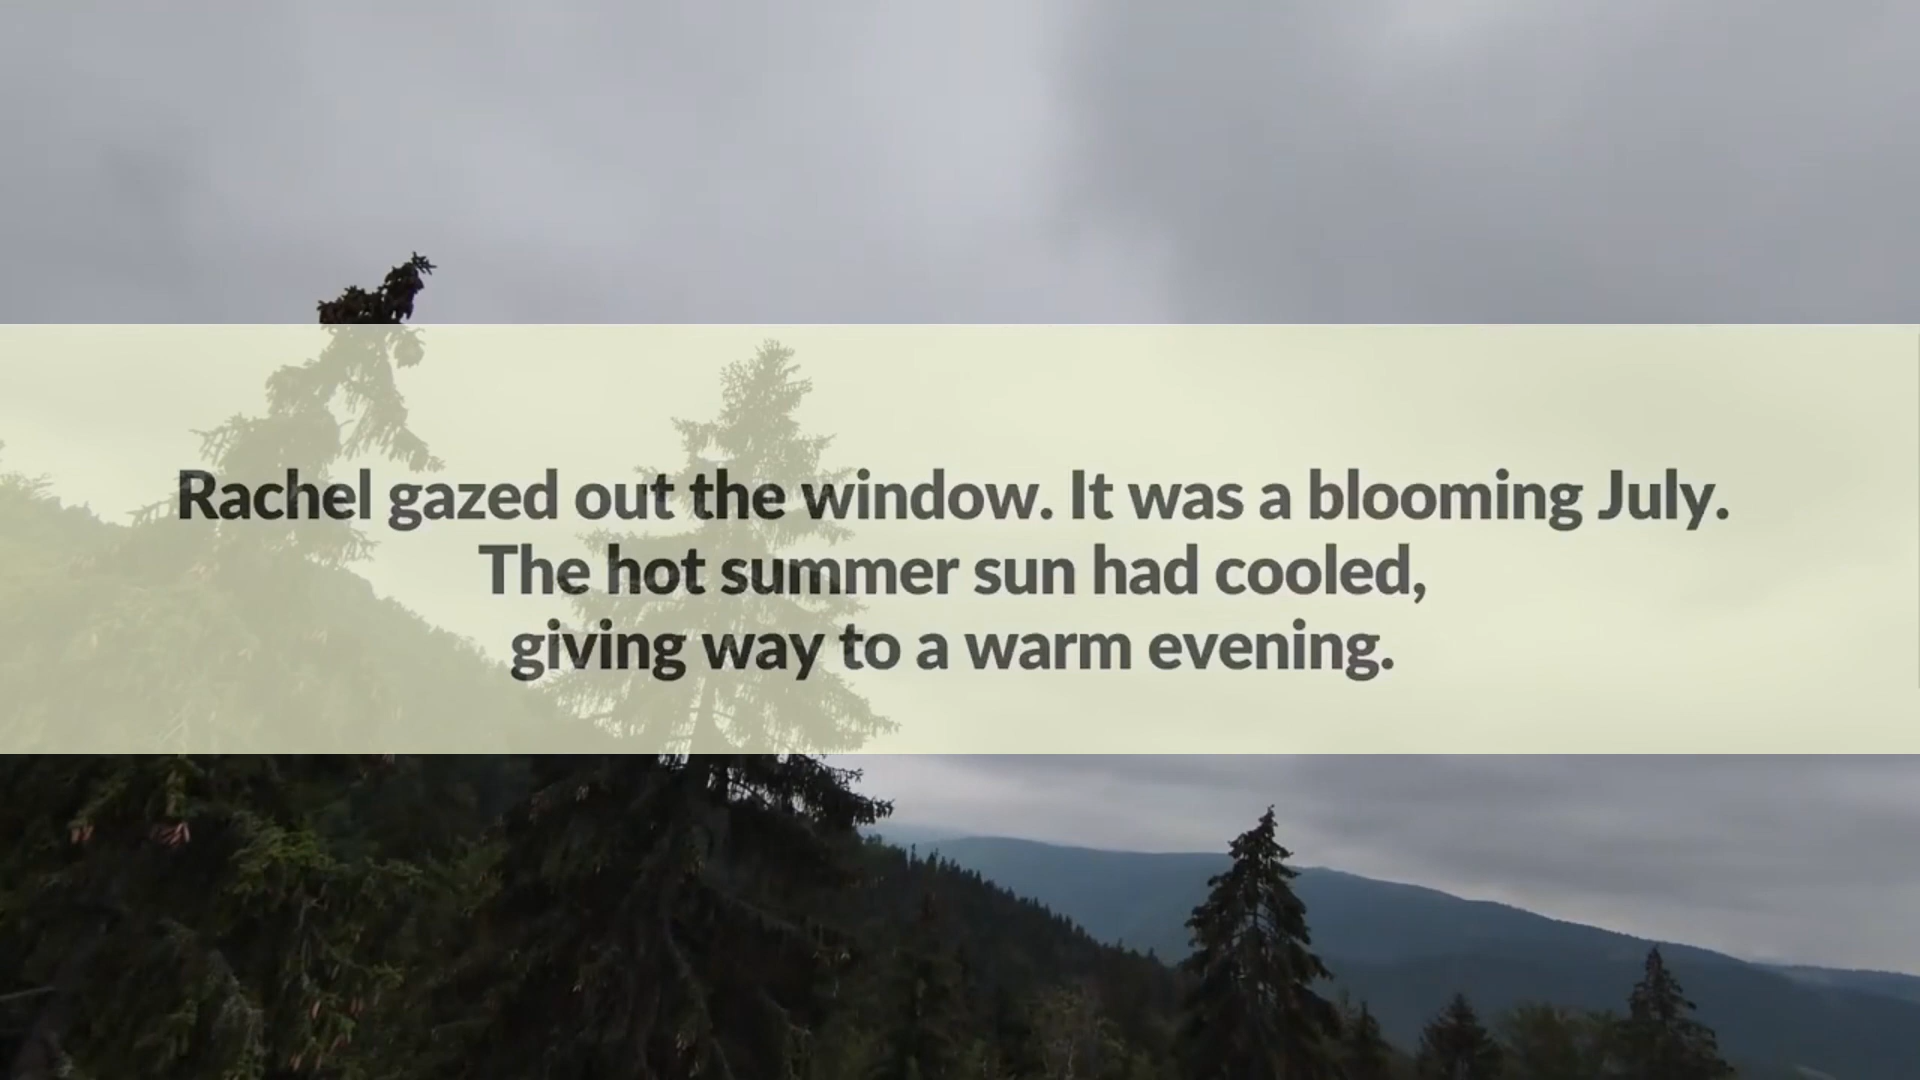 Rachel gazed out the window. It was a blooming July.
The hot summer sun had cooled,
giving way to a warm evening.